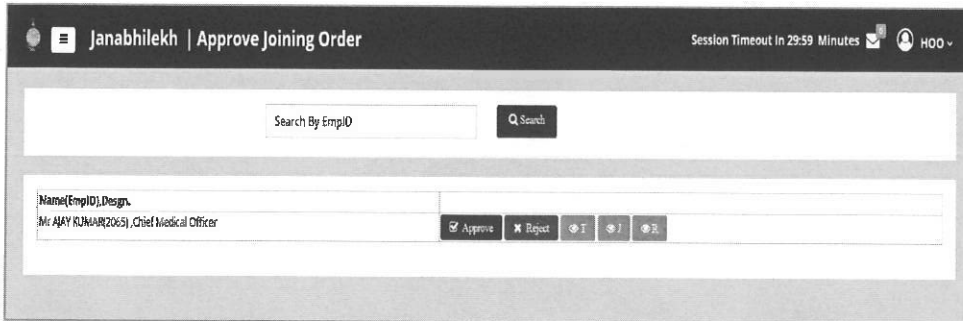 Janabhilekh | Approve Joining Order
Session Timeout In 29:59 Minutes
HOO
Search By EmpID
Search
Name(EmpID),Desgn.
Mr AJAY KUMAR(2065) ,Chief Medical Officer
Approve
Reject
T
J
R